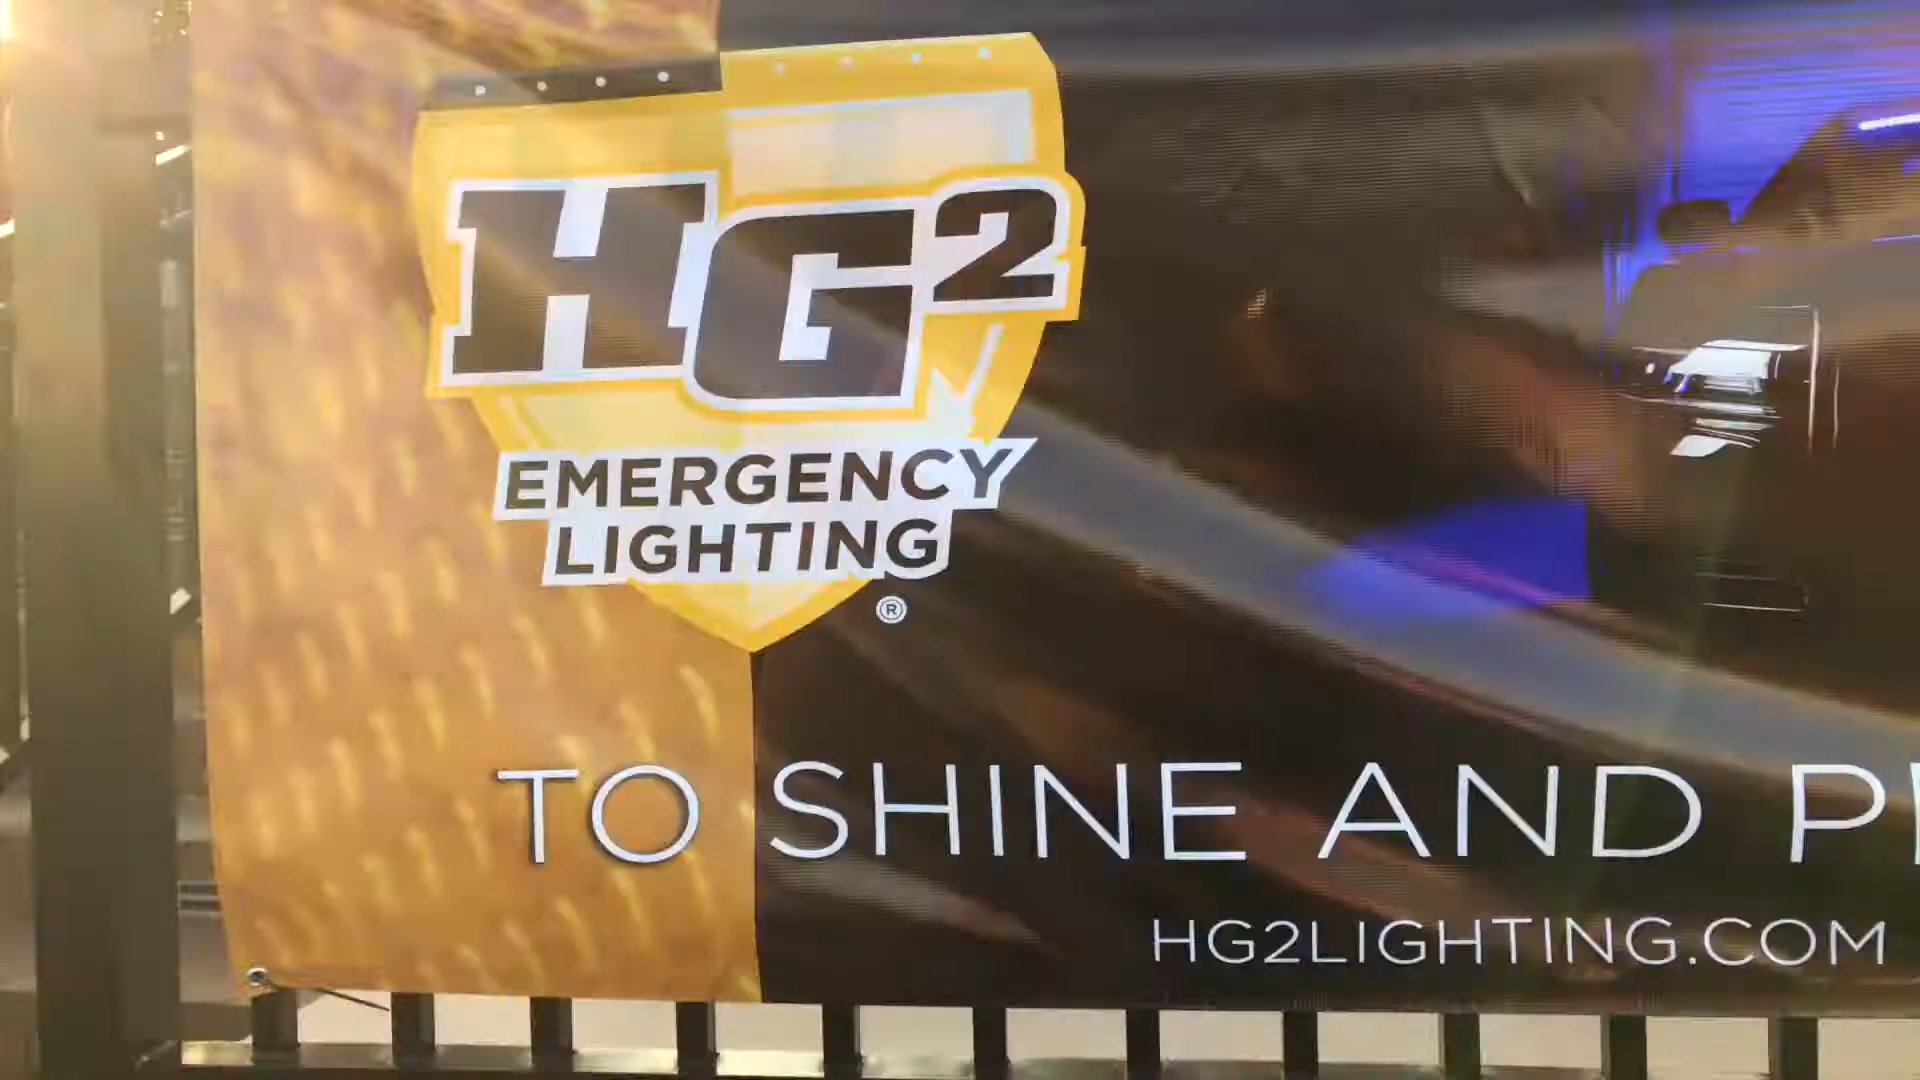 HG2
EMERGENCY
LIGHTING
®
TO SHINE AND
HG2LIGHTING.COM